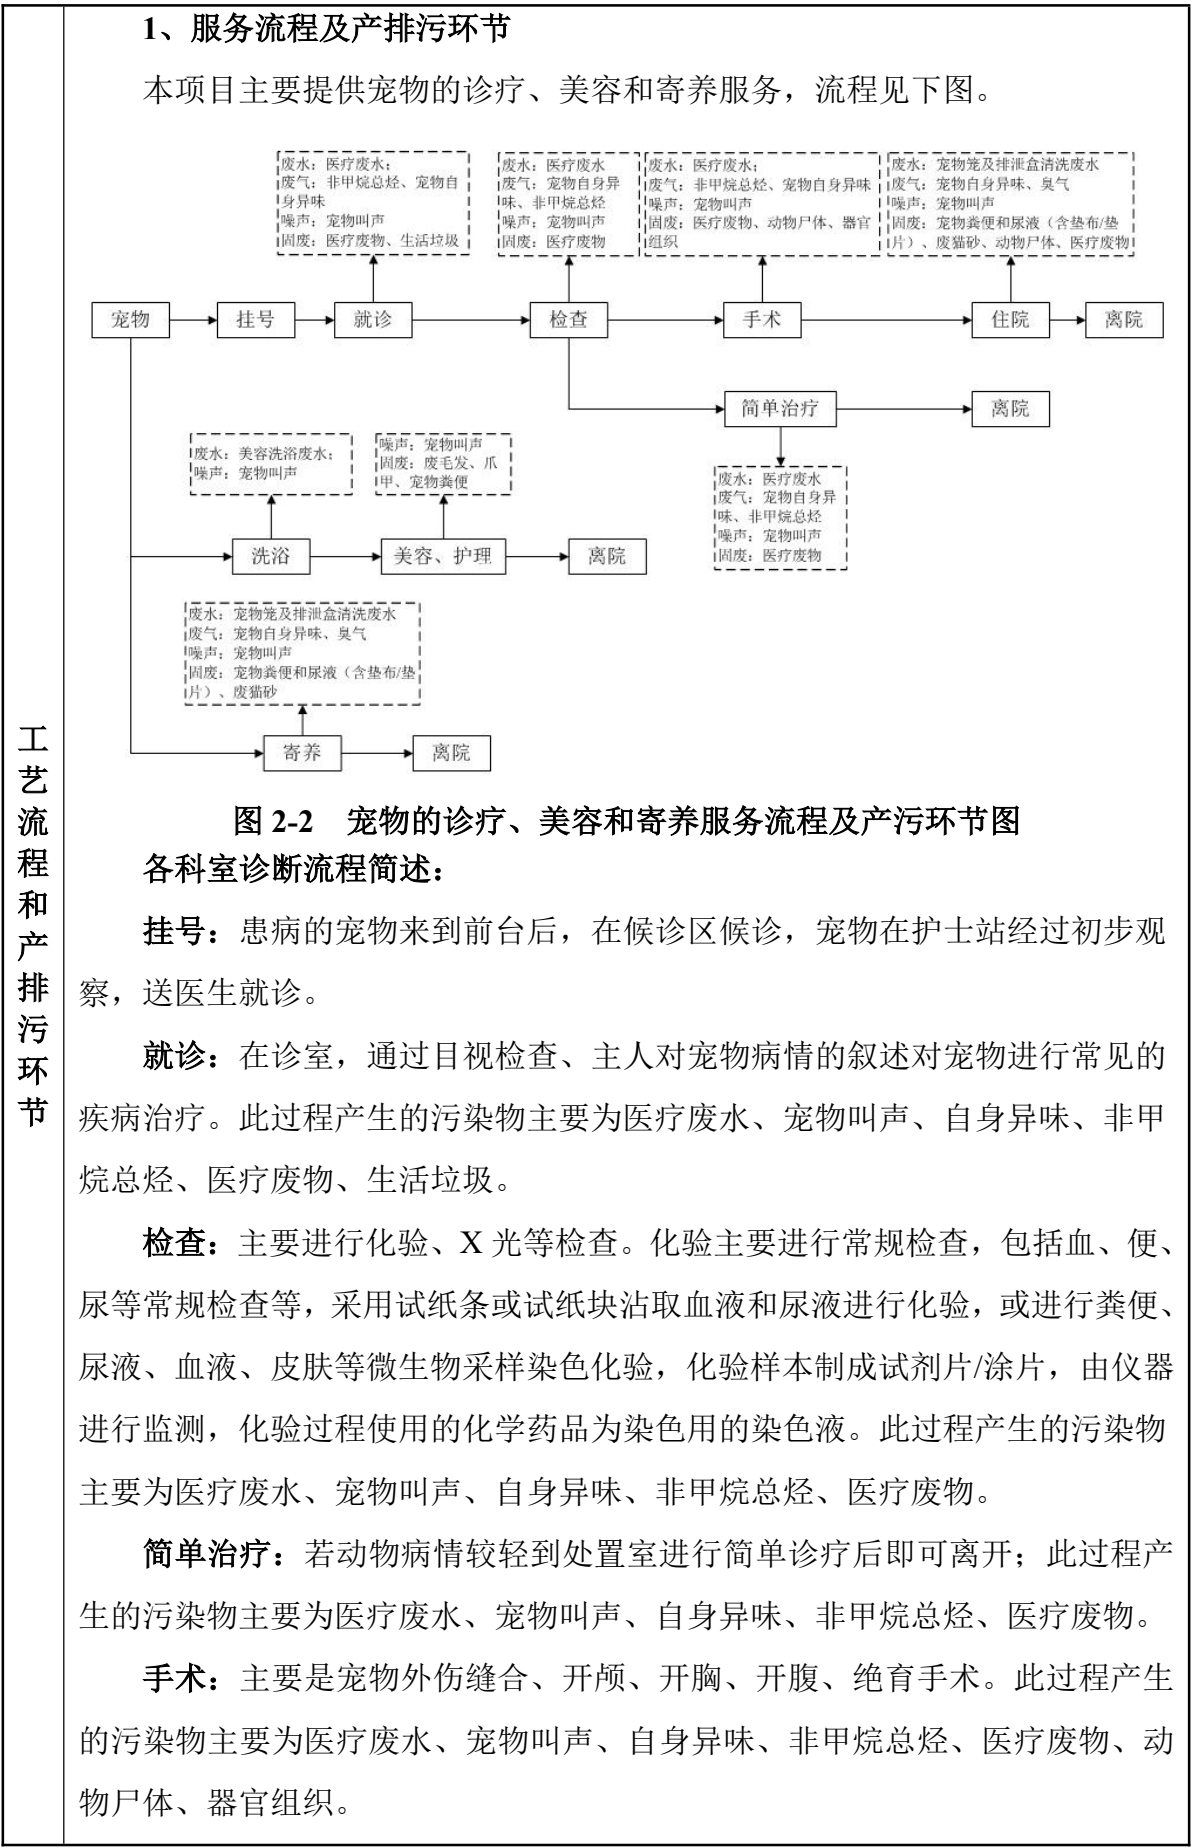 1、服务流程及产排污环节
本项目主要提供宠物的诊疗、美容和寄养服务，流程见下图。
废水：医疗废水；
废气：非甲烷总烃、宠物自
身异味
噪声：宠物叫声
固废：医疗废物、生活垃圾
废水：医疗废水
废气：宠物自身异
味、非甲烷总烃
噪声：宠物叫声
固废：医疗废物
废水：医疗废水；
废气：非甲烷总烃、宠物自身异味
噪声：宠物叫声
固废：医疗废物、动物尸体、器官
组织
废水：宠物笼及排泄盒清洗废水
废气：宠物自身异味、臭气
噪声：宠物叫声
固废：宠物粪便和尿液（含垫布/垫
片）、废猫砂、动物尸体、医疗废物
宠物
挂号
就诊
检查
手术
住院
离院
简单治疗
离院
废水：医疗废水
废气：宠物自身异
味、非甲烷总烃
噪声：宠物叫声
固废：医疗废物
废水：美容洗浴废水；
噪声：宠物叫声
噪声：宠物叫声
固废：废毛发、爪
甲、宠物粪便
洗浴
美容、护理
离院
废水：宠物笼及排泄盒清洗废水
废气：宠物自身异味、臭气
噪声：宠物叫声
固废：宠物粪便和尿液（含垫布/垫
片）、废猫砂
寄养
离院
图 2-2 宠物的诊疗、美容和寄养服务流程及产污环节图
工
艺
流
程
和
产
排
污
环
节
各科室诊断流程简述：
挂号：患病的宠物来到前台后，在候诊区候诊，宠物在护士站经过初步观
察，送医生就诊。
就诊：在诊室，通过目视检查、主人对宠物病情的叙述对宠物进行常见的
疾病治疗。此过程产生的污染物主要为医疗废水、宠物叫声、自身异味、非甲
烷总烃、医疗废物、生活垃圾。
检查：主要进行化验、X 光等检查。化验主要进行常规检查，包括血、便、
尿等常规检查等，采用试纸条或试纸块沾取血液和尿液进行化验，或进行粪便、
尿液、血液、皮肤等微生物采样染色化验，化验样本制成试剂片/涂片，由仪器
进行监测，化验过程使用的化学药品为染色用的染色液。此过程产生的污染物
主要为医疗废水、宠物叫声、自身异味、非甲烷总烃、医疗废物。
简单治疗：若动物病情较轻到处置室进行简单诊疗后即可离开；此过程产
生的污染物主要为医疗废水、宠物叫声、自身异味、非甲烷总烃、医疗废物。
手术：主要是宠物外伤缝合、开颅、开胸、开腹、绝育手术。此过程产生
的污染物主要为医疗废水、宠物叫声、自身异味、非甲烷总烃、医疗废物、动
物尸体、器官组织。